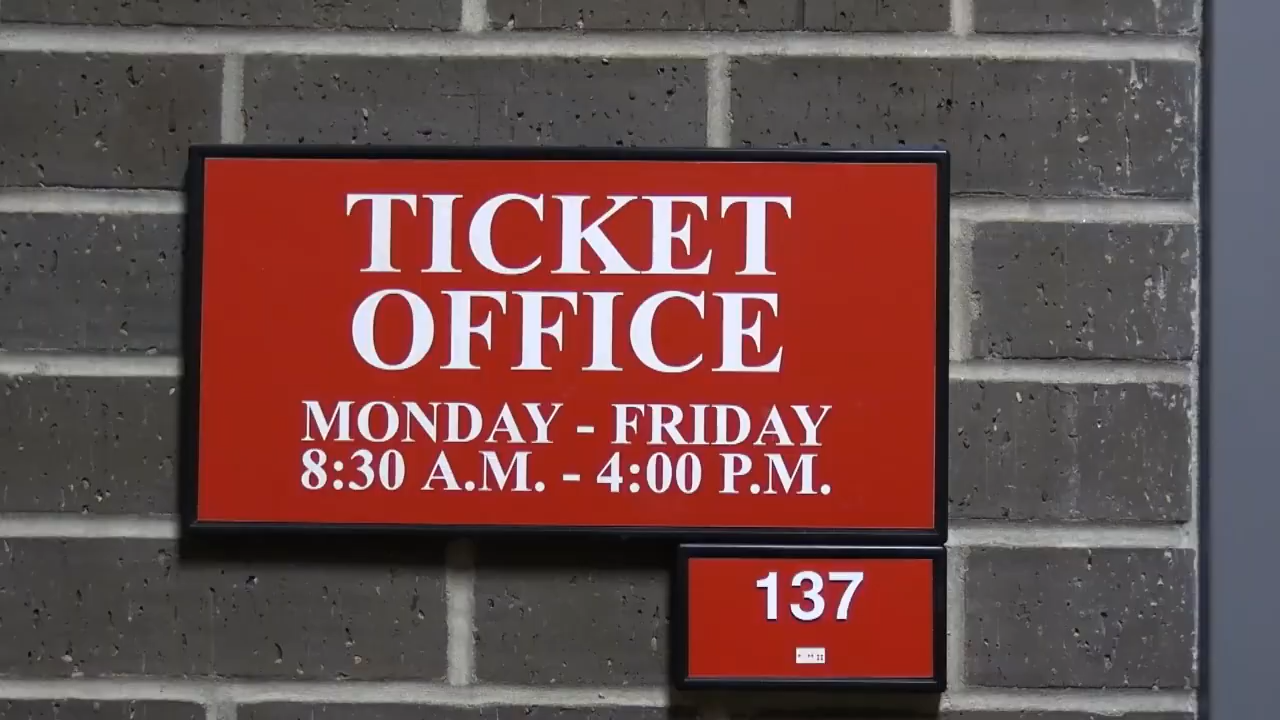 TICKET
OFFICE
MONDAY - FRIDAY
8:30 A.M. - 4:00 P.M.
137